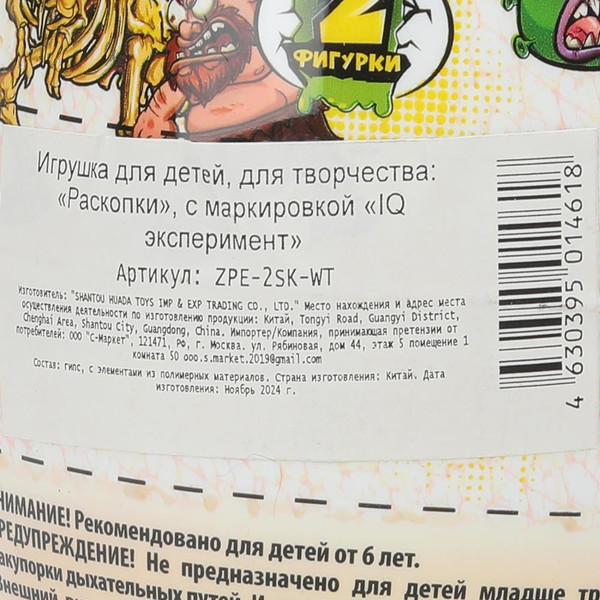 2
ФИГУРКИ
Игрушка для детей, для творчества:
«Раскопки», с маркировкой «IQ
эксперимент»
Артикул: ZPE-2SK-WT
Изготовитель: "SHANTOU HUADA TOYS IMP & EXP TRADING CO., LTD." Место нахождения и адрес места
осуществления деятельности по изготовлению продукции: Китай, Tongyi Road, Guangyi District,
Chenghai Area, Shantou City, Guangdong, China. Импортер/Компания, принимающая претензии от
потребителей: ООО "С-Маркет", 121471, РФ, г. Москва. ул. Рябиновая, дом 44, этаж 5 помещение 1
комната 50 ooo.s.market.2019@gmail.com
Состав: гипс, с элементами из полимерных материалов. Страна изготовления: Китай. Дата
изготовления: Ноябрь 2024 г.
4 630395 014618
НИМАНИЕ! Рекомендовано для детей от 6 лет.
РЕДУПРЕЖДЕНИЕ! Не предназначено для детей младше тр
акупорки дыхательных путей.
Внешний